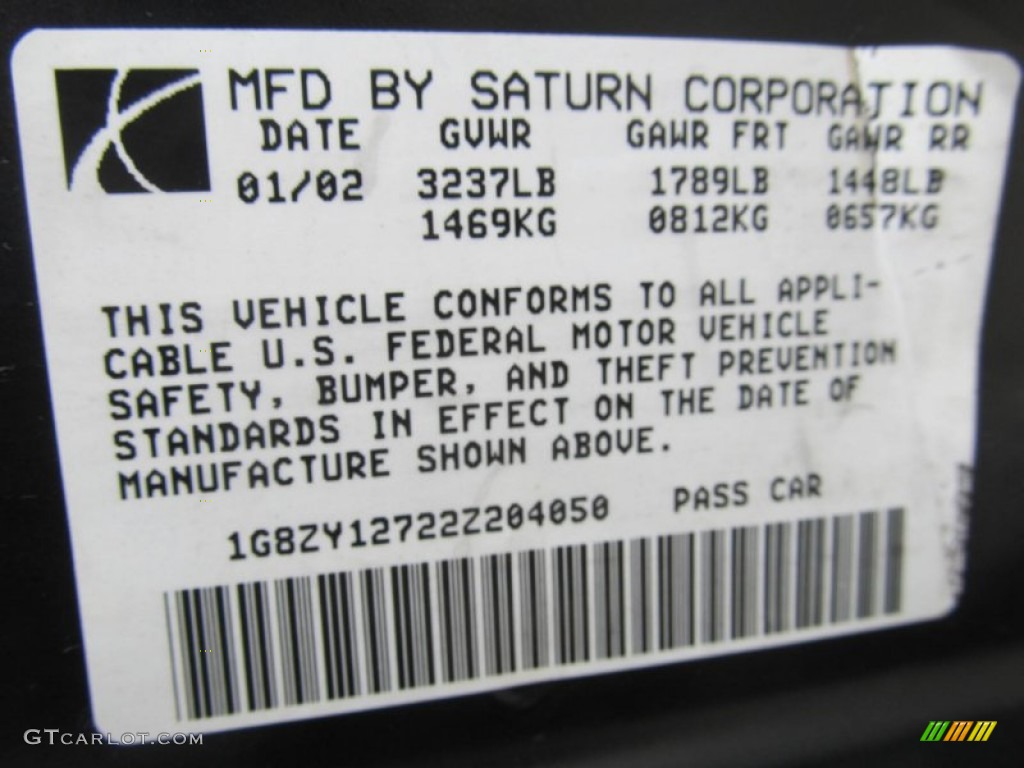 MFD BY SATURN CORPORATION
DATE GVWR GAWR FRT GAWR RR
01/02 3237LB 1789LB 1448LB
1469KG 0812KG 0657KG
THIS VEHICLE CONFORMS TO ALL APPLI-
CABLE U.S. FEDERAL MOTOR VEHICLE
SAFETY, BUMPER, AND THEFT PREVENTION
STANDARDS IN EFFECT ON THE DATE OF
MANUFACTURE SHOWN ABOVE.
1G8ZY12722Z204050 PASS CAR
GTCARLOT.COM